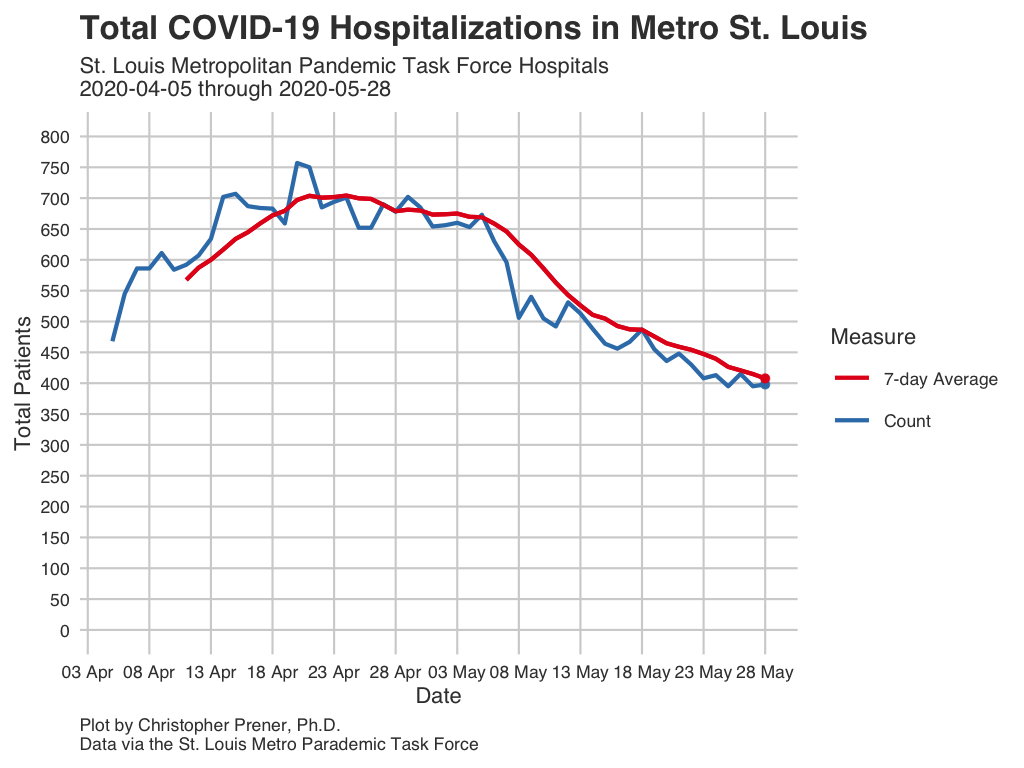 Total COVID-19 Hospitalizations in Metro St. Louis
St. Louis Metropolitan Pandemic Task Force Hospitals
2020-04-05 through 2020-05-28
800
750
700
650
600
550
500
450
400
350
300
250
200
150
100
50
0
Total Patients
03 Apr 08 Apr 13 Apr 18 Apr 23 Apr 28 Apr 03 May 08 May 13 May 18 May 23 May 28 May
Date
Measure
7-day Average
Count
Plot by Christopher Prener, Ph.D.
Data via the St. Louis Metro Parademic Task Force